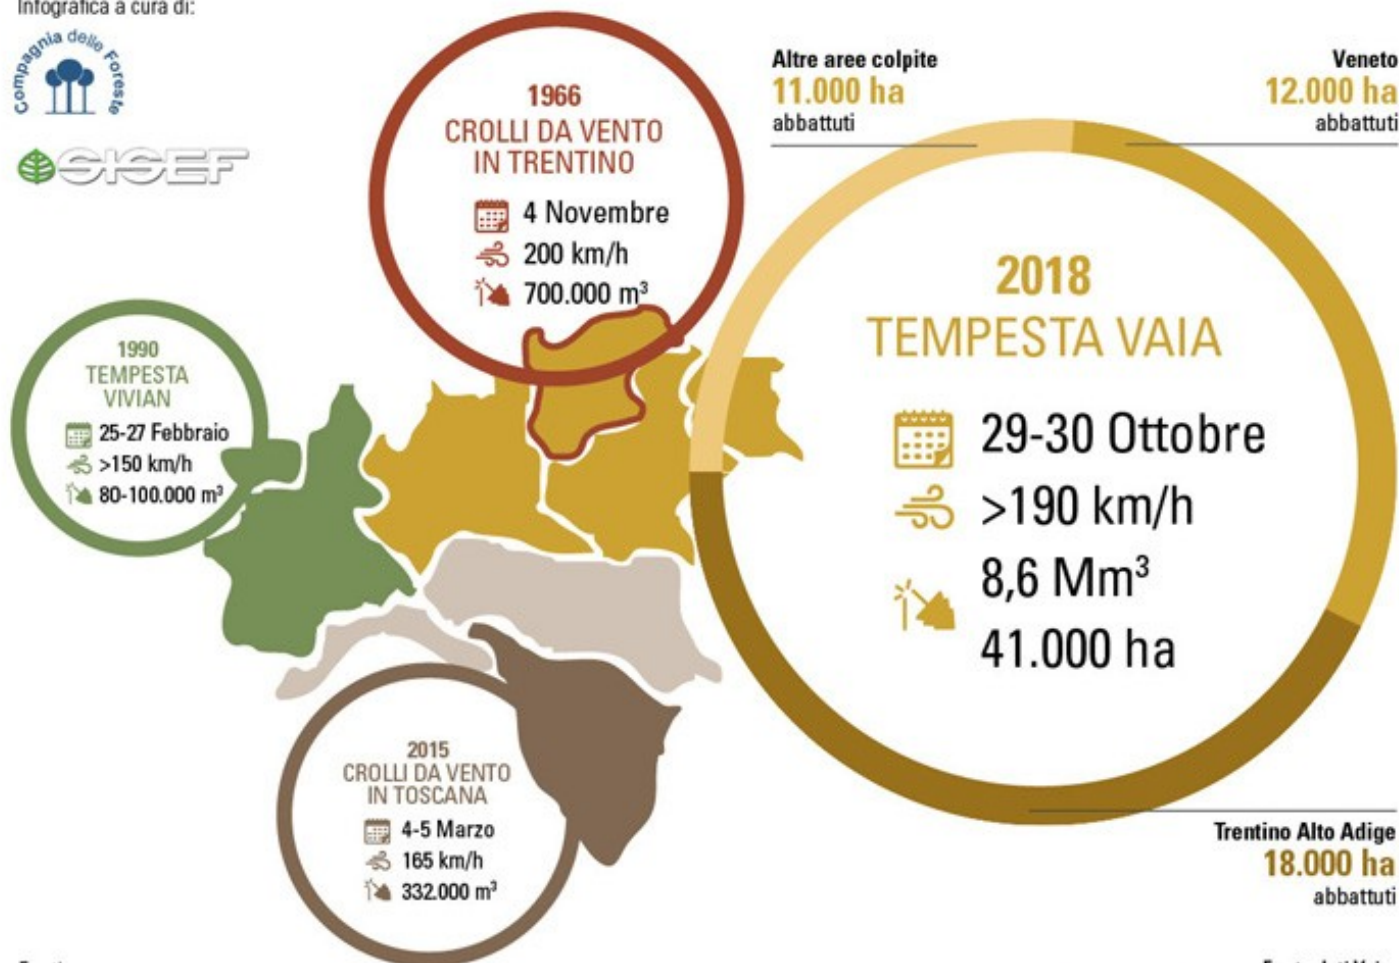 Infografica a cura di:
Compagnia delle Foreste
SISEF
1966
CROLLI DA VENTO
IN TRENTINO
4 Novembre
200 km/h
700.000 m³
Altre aree colpite
11.000 ha
abbattuti
Veneto
12.000 ha
abbattuti
2018
TEMPESTA VAIA
29-30 Ottobre
>190 km/h
8,6 Mm³
41.000 ha
1990
TEMPESTA
VIVIAN
25-27 Febbraio
>150 km/h
80-100.000 m³
2015
CROLLI DA VENTO
IN TOSCANA
4-5 Marzo
165 km/h
332.000 m³
Trentino Alto Adige
18.000 ha
abbattuti